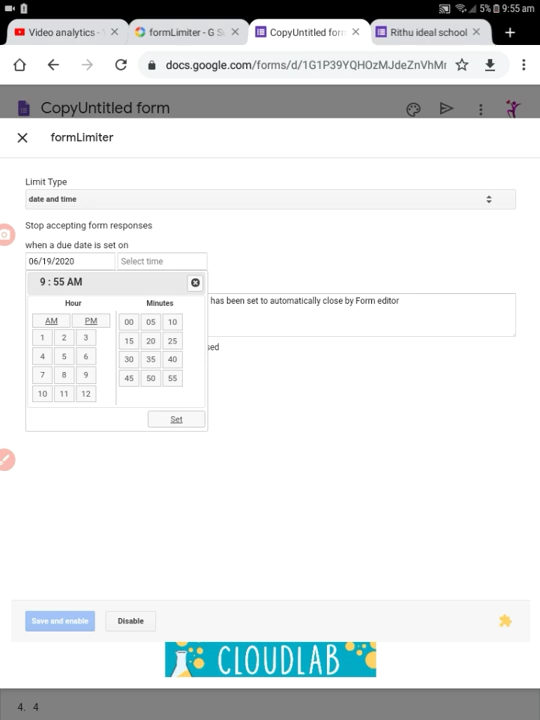 5% 9:55 am
Video analytics -
formLimiter - G S
CopyUntitled form
Rithu ideal school
docs.google.com/forms/d/1G1P39YQHOzMJdeZnVhMr
CopyUntitled form
formLimiter
Limit Type
date and time
Stop accepting form responses
when a due date is set on
06/19/2020 Select time
9 : 55 AM
Hour Minutes
AM PM 00 05 10
1 2 3 15 20 25
4 5 6 30 35 40
7 8 9 45 50 55
10 11 12
Set
has been set to automatically close by Form editor
sed
Save and enable Disable
CLOUDLAB
4. 4